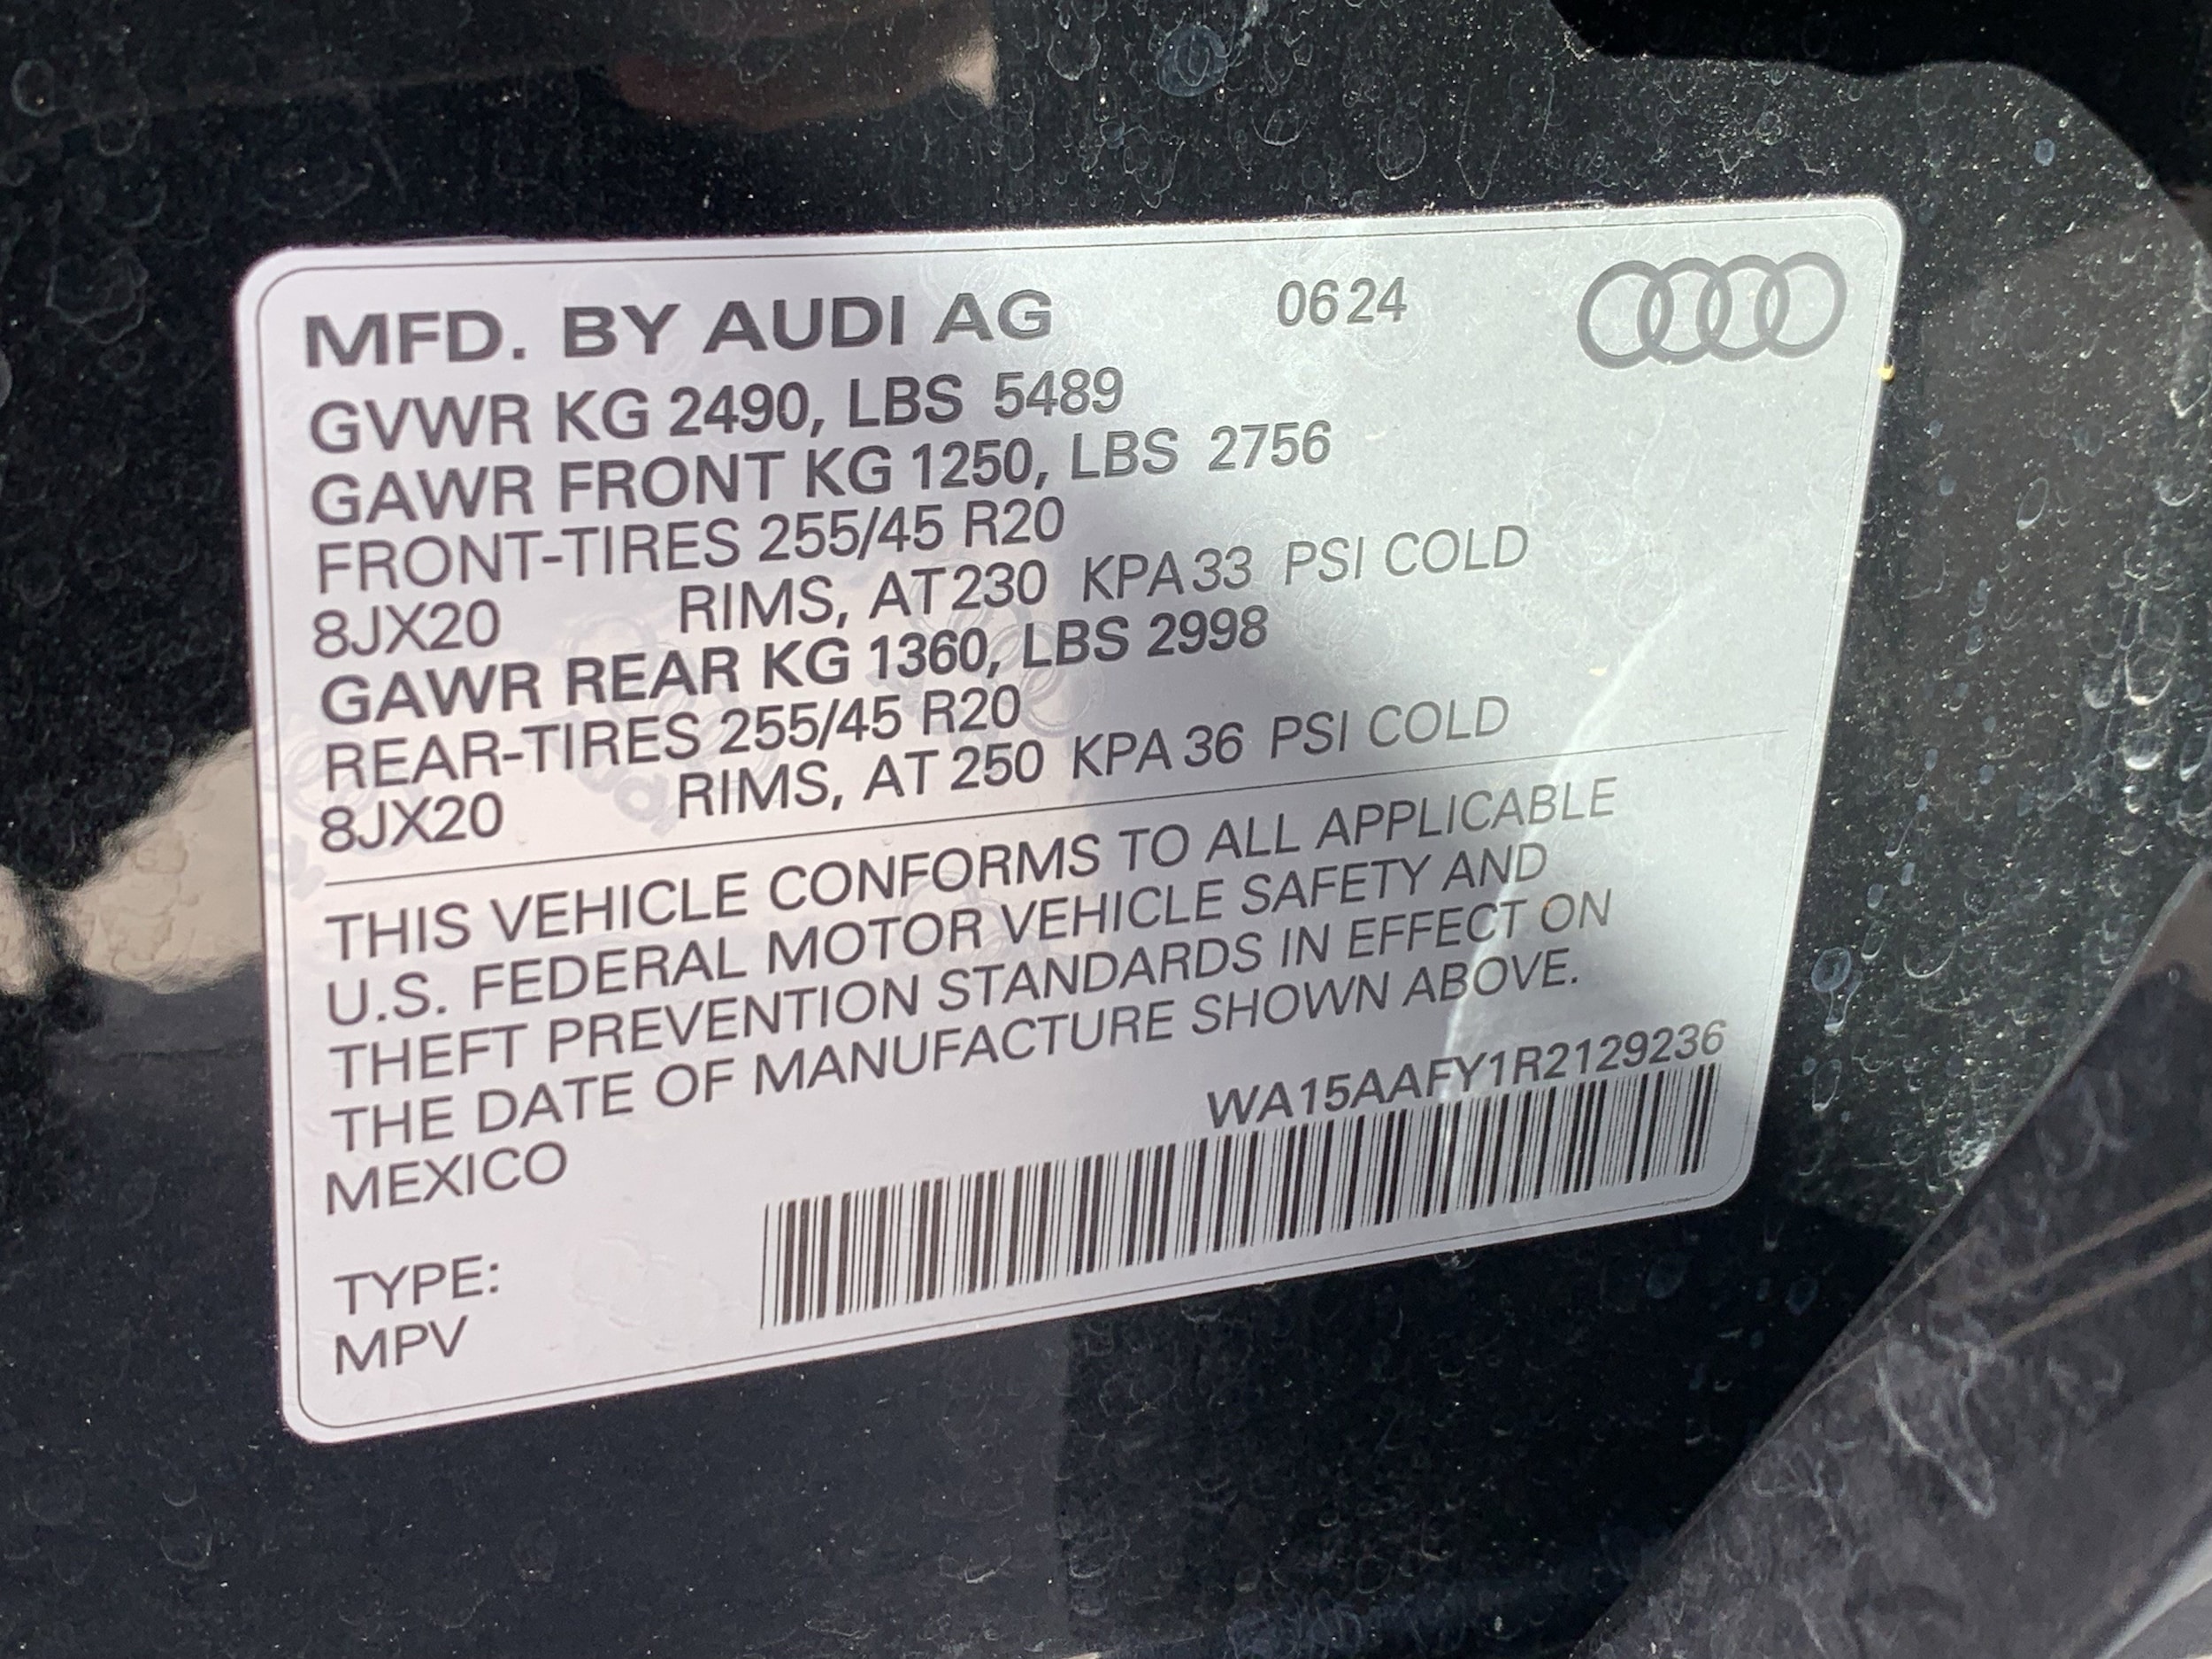 MFD. BY AUDI AG 0624
GVWR KG 2490, LBS 5489
GAWR FRONT KG 1250, LBS 2756
FRONT-TIRES 255/45 R20
8JX20 RIMS, AT 230 KPA 33 PSI COLD
GAWR REAR KG 1360, LBS 2998
REAR-TIRES 255/45 R20
8JX20 RIMS, AT 250 KPA 36 PSI COLD
THIS VEHICLE CONFORMS TO ALL APPLICABLE
U.S. FEDERAL MOTOR VEHICLE SAFETY AND
THEFT PREVENTION STANDARDS IN EFFECT ON
THE DATE OF MANUFACTURE SHOWN ABOVE.
MEXICO
WA15AAFY1R2129236
TYPE:
MPV